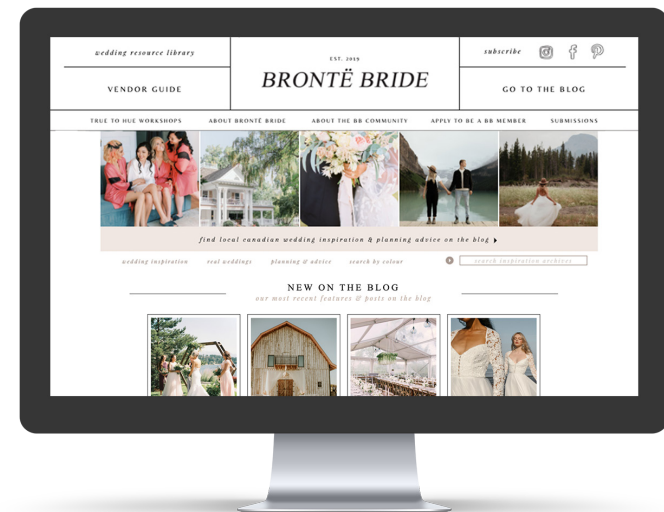 wedding resource library
VENDOR GUIDE
EST. 2019
BRONTË BRIDE
subscribe
GO TO THE BLOG
TRUE TO HUE WORKSHOPS ABOUT BRONTË BRIDE ABOUT THE BB COMMUNITY APPLY TO BE A BB MEMBER SUBMISSIONS
find local canadian wedding inspiration & planning advice on the blog
wedding inspiration real weddings planning & advice search by colour search inspiration archives
NEW ON THE BLOG
our most recent features & posts on the blog